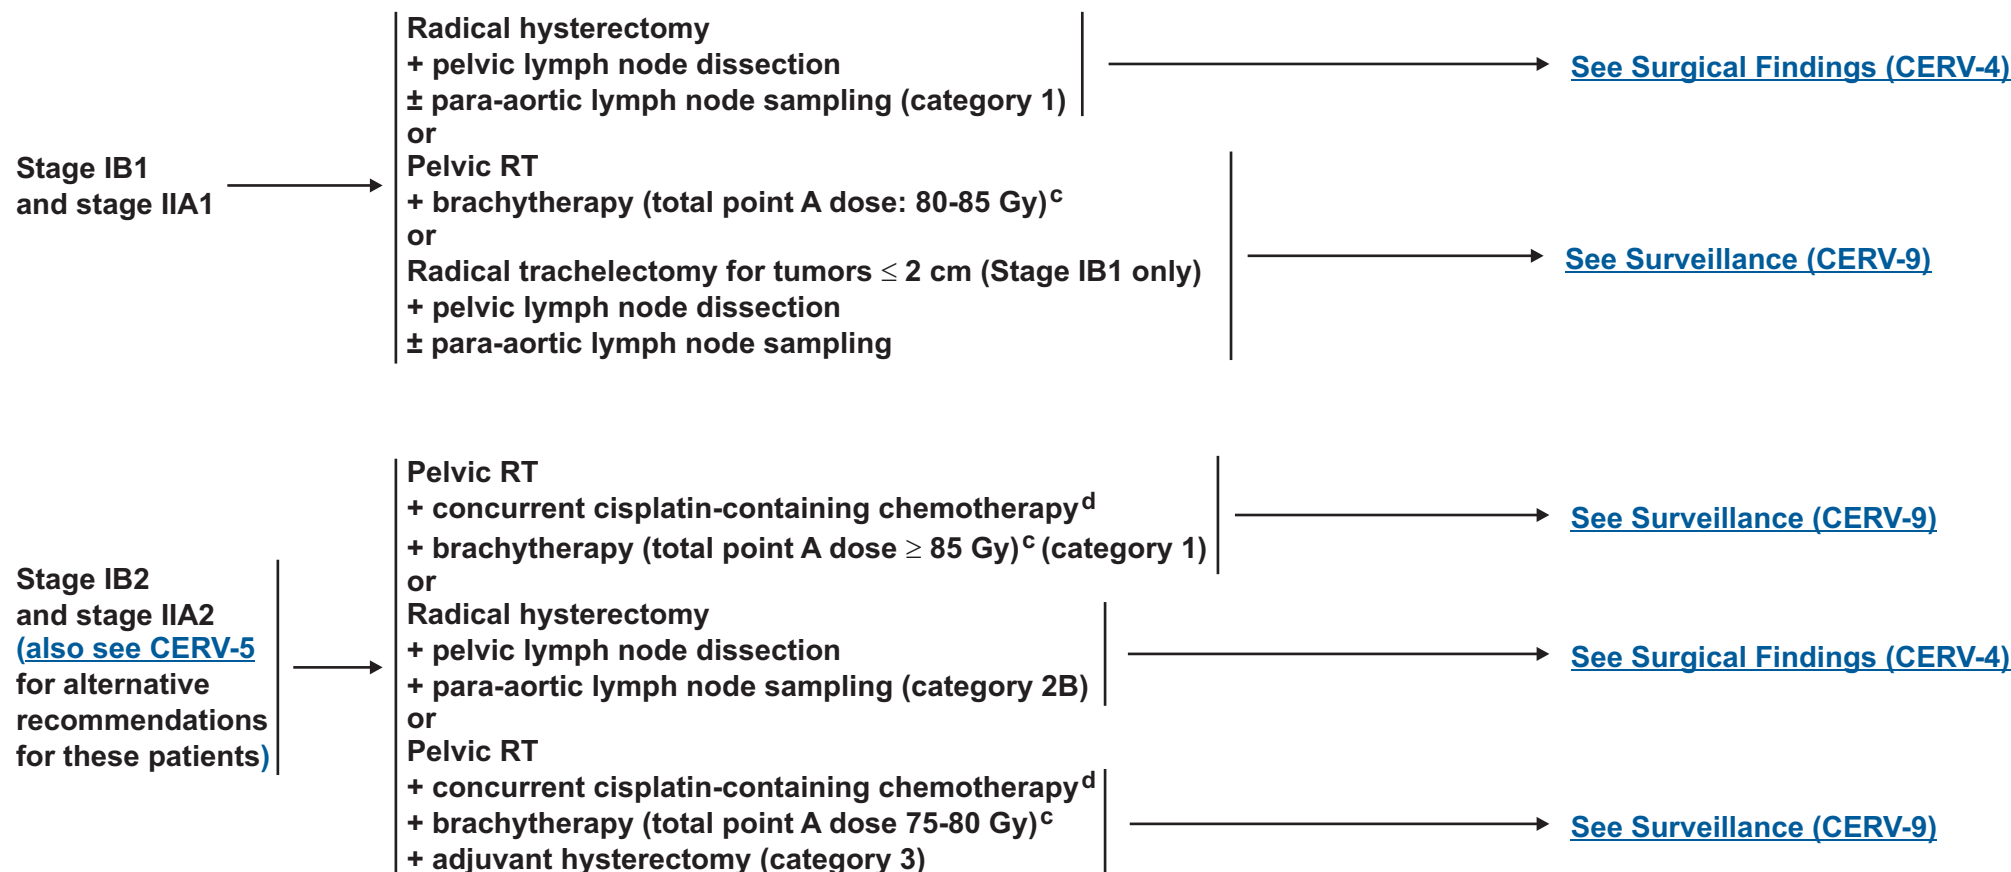 Radical hysterectomy
+ pelvic lymph node dissection
± para-aortic lymph node sampling (category 1)
See Surgical Findings (CERV-4)
or
Stage IB1
and stage IIA1
Pelvic RT
+ brachytherapy (total point A dose: 80-85 Gy)c
or
Radical trachelectomy for tumors ≤ 2 cm (Stage IB1 only)
+ pelvic lymph node dissection
± para-aortic lymph node sampling
See Surveillance (CERV-9)
Stage IB2
and stage IIA2
(also see CERV-5
for alternative
recommendations
for these patients)
Pelvic RT
+ concurrent cisplatin-containing chemotherapyd
+ brachytherapy (total point A dose ≥ 85 Gy)c (category 1)
See Surveillance (CERV-9)
or
Radical hysterectomy
+ pelvic lymph node dissection
+ para-aortic lymph node sampling (category 2B)
See Surgical Findings (CERV-4)
or
Pelvic RT
+ concurrent cisplatin-containing chemotherapyd
+ brachytherapy (total point A dose 75-80 Gy)c
+ adjuvant hysterectomy (category 3)
See Surveillance (CERV-9)